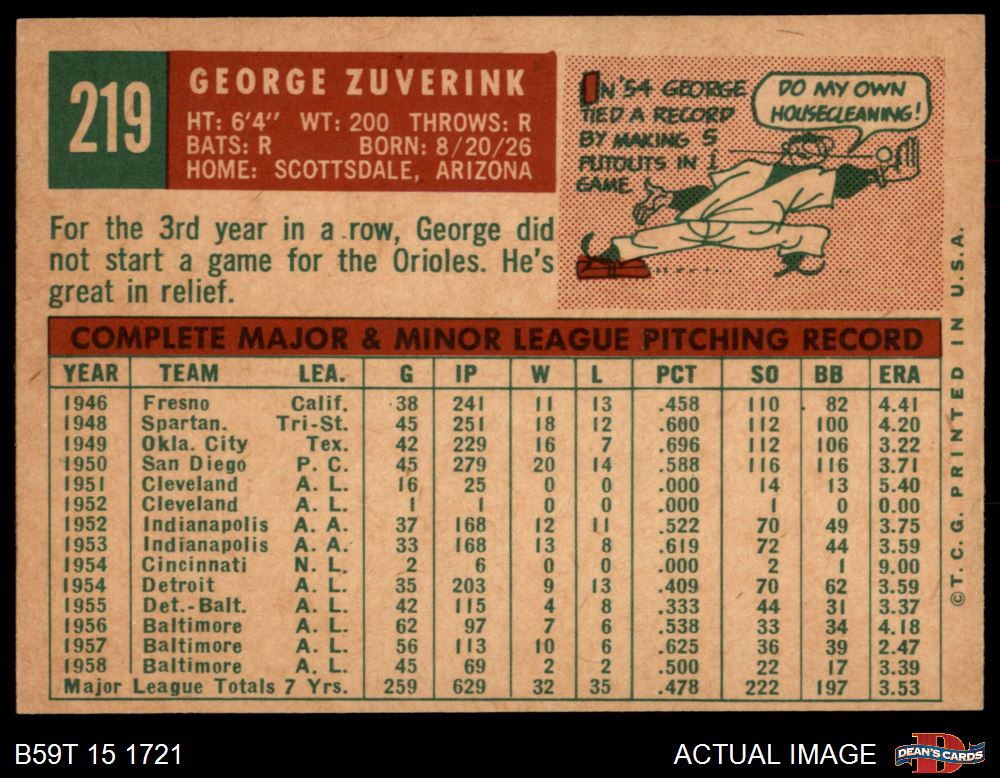 219
GEORGE ZUVERINK
HT: 6'4" WT: 200 THROWS: R
BATS: R BORN: 8/20/26
HOME: SCOTTSDALE, ARIZONA
IN '54 GEORGE
TIED A RECORD
BY MAKING 5
PUTOUTS IN 1
GAME
DO MY OWN
HOUSECLEANING!
For the 3rd year in a row, George did
not start a game for the Orioles. He's
great in relief.
COMPLETE MAJOR & MINOR LEAGUE PITCHING RECORD
YEAR TEAM LEA. G IP W L PCT SO BB ERA
1946 Fresno Calif. 38 241 11 13 .458 110 82 4.41
1948 Spartan. Tri-St. 45 251 18 12 .600 112 100 4.20
1949 Okla. City Tex. 42 229 16 7 .696 112 106 3.22
1950 San Diego P. C. 45 279 20 14 .588 116 116 3.71
1951 Cleveland A. L. 16 25 0 0 .000 14 13 5.40
1952 Cleveland A. L. 1 1 0 0 .000 1 0 0.00
1952 Indianapolis A. A. 37 168 12 11 .522 70 49 3.75
1953 Indianapolis A. A. 33 168 13 8 .619 72 44 3.59
1954 Cincinnati N. L. 2 6 0 0 .000 2 1 9.00
1954 Detroit A. L. 35 203 9 13 .409 70 62 3.59
1955 Det.-Balt. A. L. 42 115 4 8 .333 44 31 3.37
1956 Baltimore A. L. 62 97 7 6 .538 33 34 4.18
1957 Baltimore A. L. 56 113 10 6 .625 36 39 2.47
1958 Baltimore A. L. 45 69 2 2 .500 22 17 3.39
Major League Totals 7 Yrs. 259 629 32 35 .478 222 197 3.53
©T. C. G. PRINTED IN U.S.A.
B59T 15 1721
ACTUAL IMAGE
DEAN'S CARDS